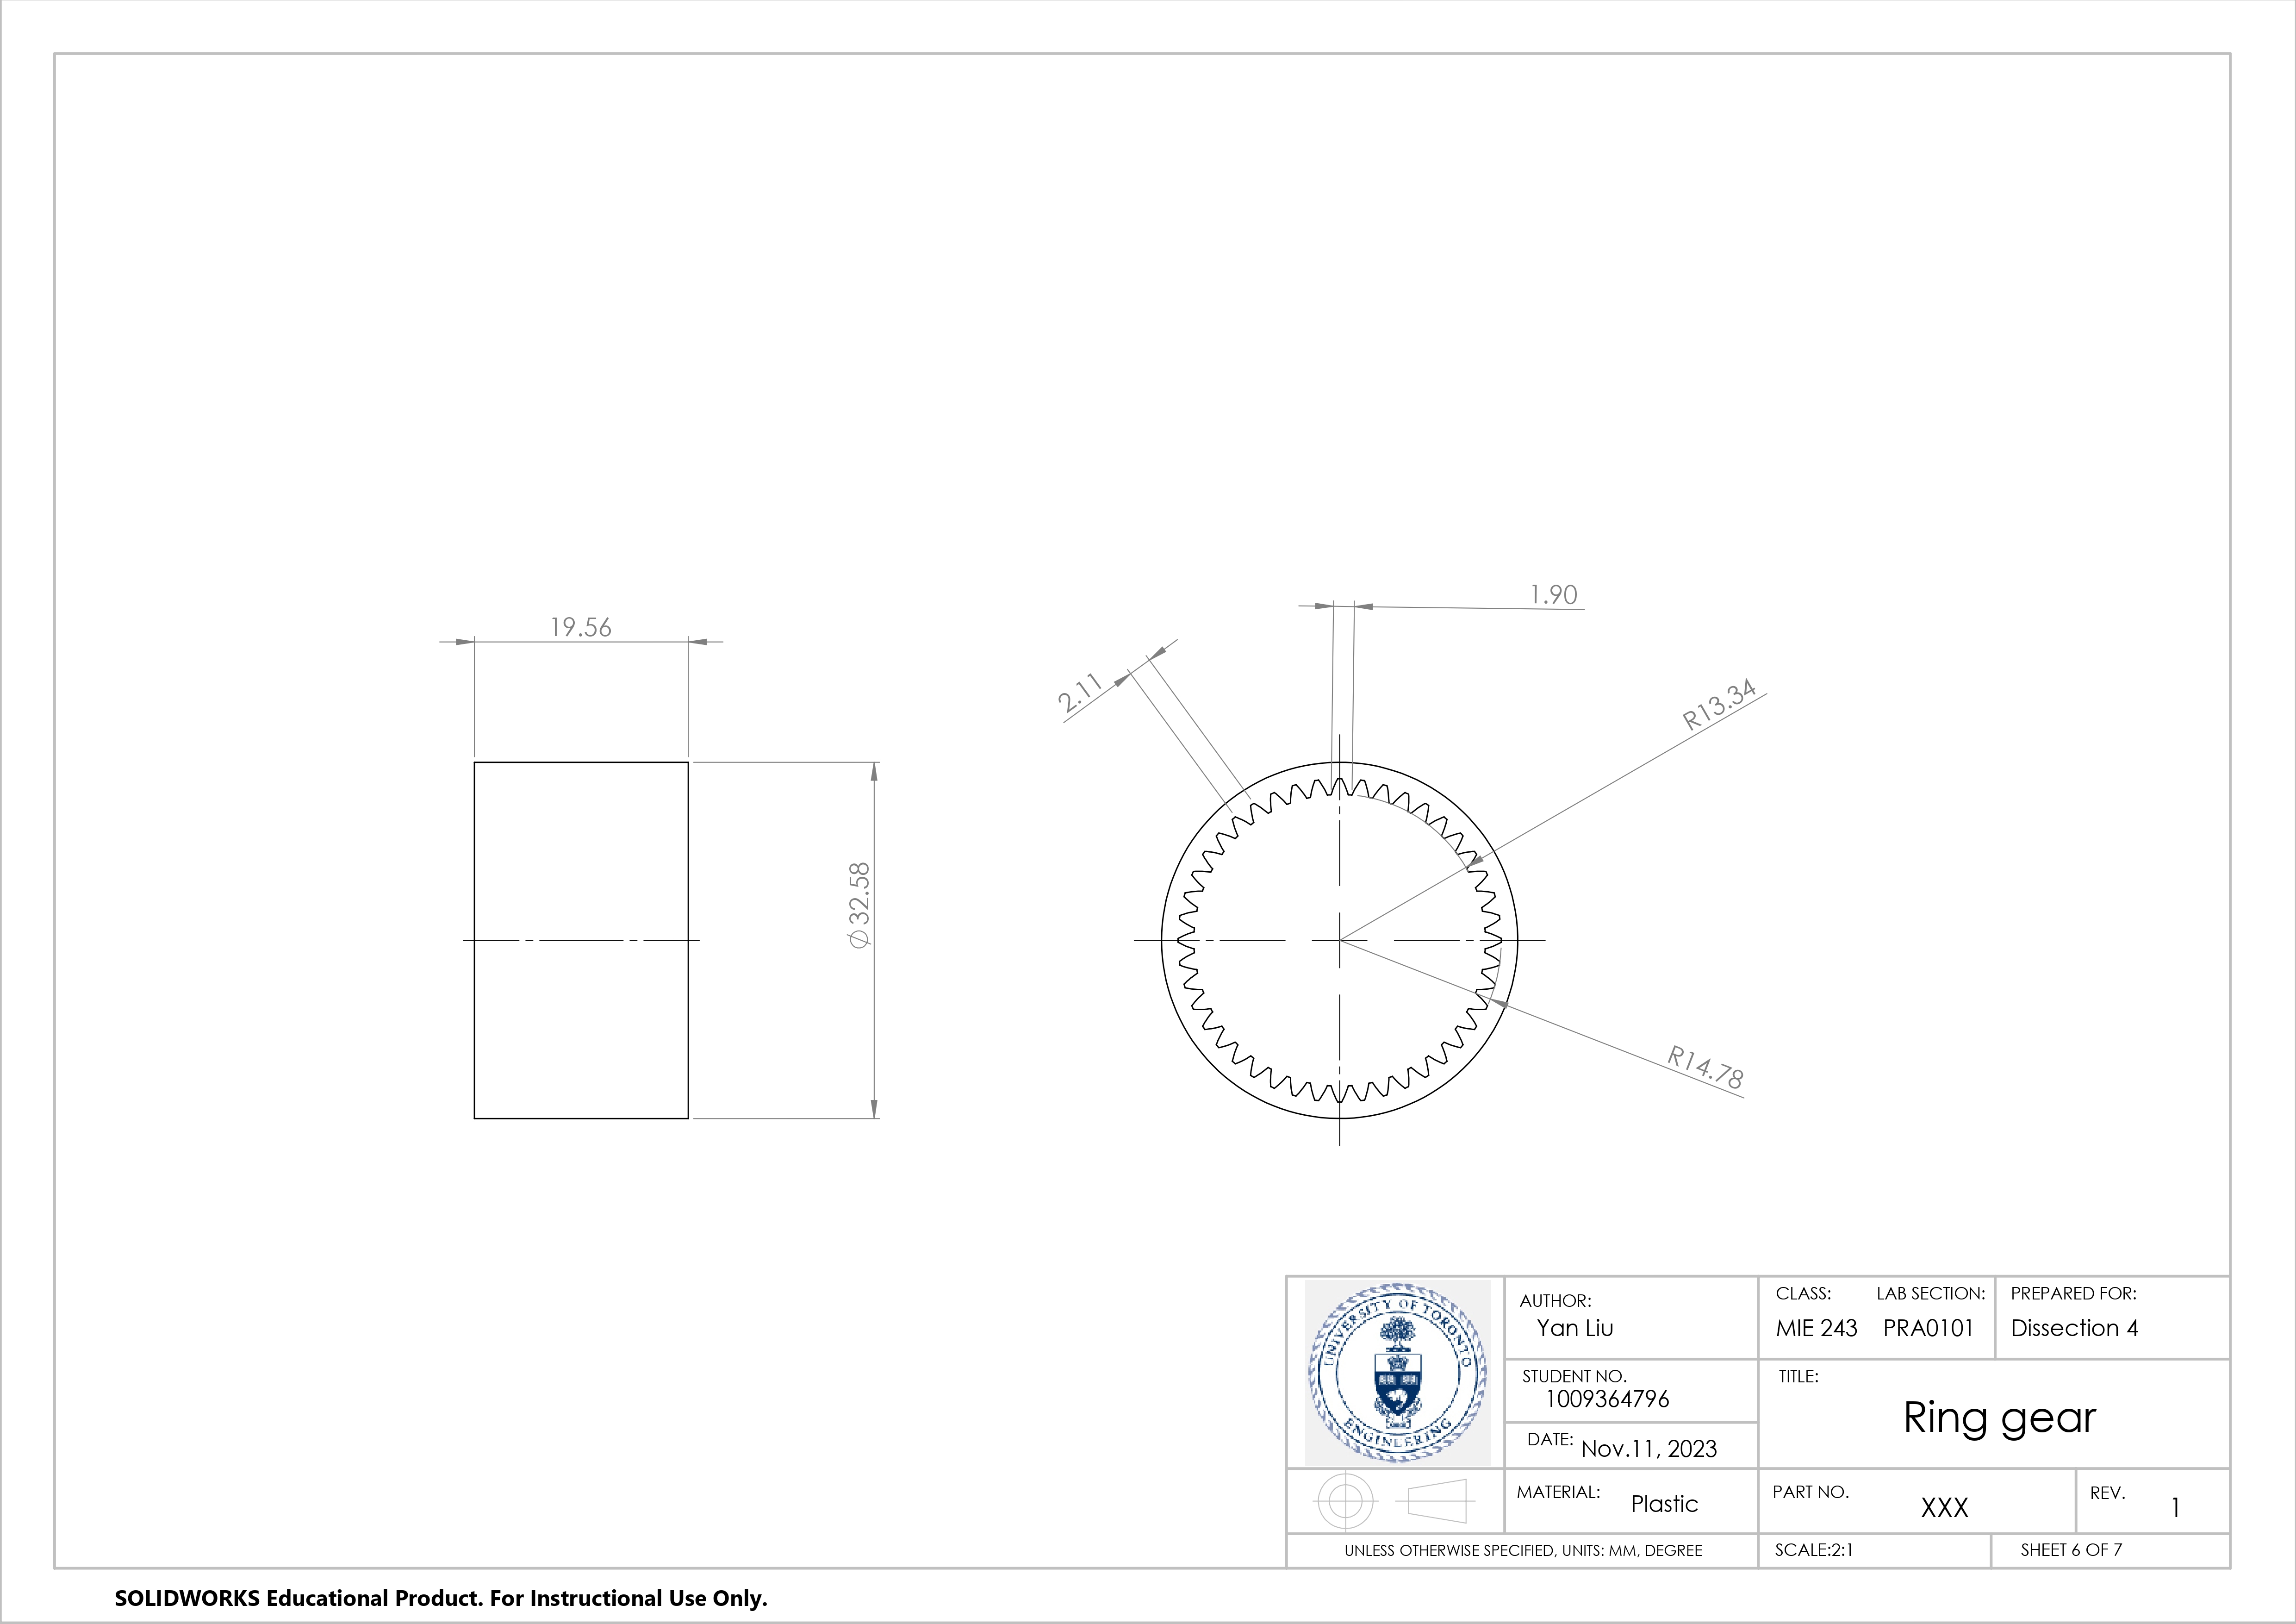 1.90
19.56
2.11
R13.34
⌀32.58
R14.78
UNIVERSITY OF TORONTO
ENGINEERING
AUTHOR:
Yan Liu
CLASS: LAB SECTION:
MIE 243 PRA0101
PREPARED FOR:
Dissection 4
STUDENT NO.
1009364796
DATE: Nov.11, 2023
TITLE:
Ring gear
MATERIAL: Plastic
PART NO. XXX
REV. 1
UNLESS OTHERWISE SPECIFIED, UNITS: MM, DEGREE
SCALE:2:1
SHEET 6 OF 7
SOLIDWORKS Educational Product. For Instructional Use Only.